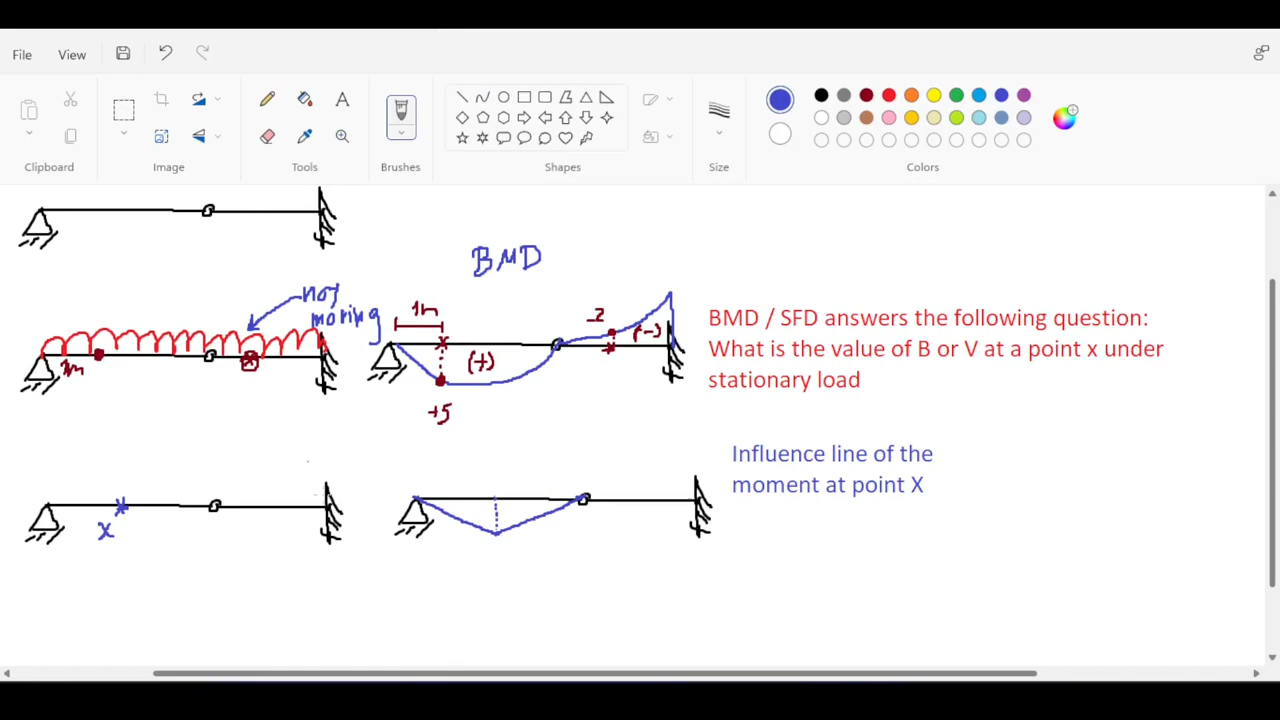 File
View
Clipboard
Image
Tools
Brushes
Shapes
Size
Colors
BMD
not
moving
1m
-2
(-)
(+)
+5
1m
BMD / SFD answers the following question:
What is the value of B or V at a point x under
stationary load
Influence line of the
moment at point X
X